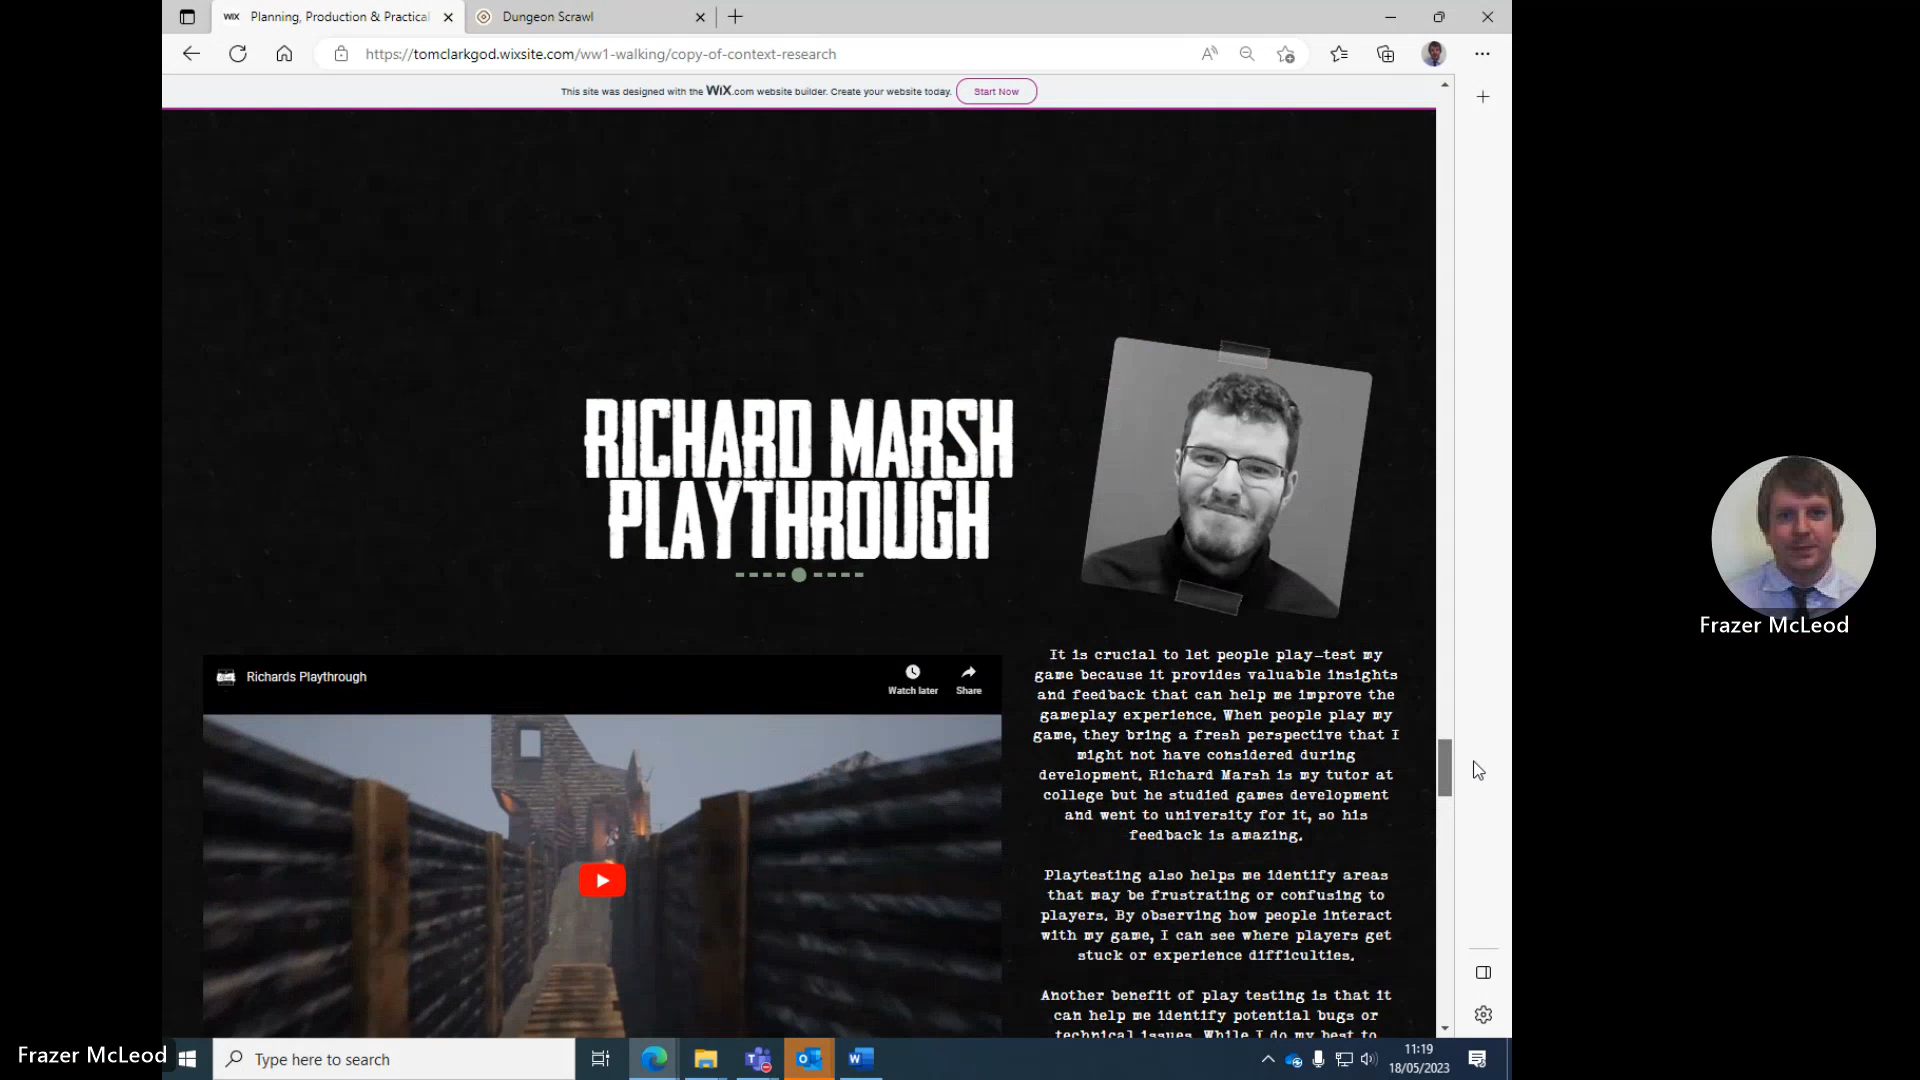 WIX Planning, Production & Practical
Dungeon Scrawl
https://tomclarkgod.wixsite.com/ww1-walking/copy-of-context-research
This site was designed with the WiX.com website builder. Create your website today.
Start Now
RICHARD MARSH
PLAYTHROUGH
Richards Playthrough
Watch later
Share
It is crucial to let people play-test my
game because it provides valuable insights
and feedback that can help me improve the
gameplay experience. When people play my
game, they bring a fresh perspective that I
might not have considered during
development. Richard Marsh is my tutor at
college but he studied games development
and went to university for it, so his
feedback is amazing.
Playtesting also helps me identify areas
that may be frustrating or confusing to
players. By observing how people interact
with my game, I can see where players get
stuck or experience difficulties.
Another benefit of play testing is that it
can help me identify potential bugs or
technical issues. While I do my best to
Frazer McLeod
Frazer McLeod
Type here to search
11:19
18/05/2023